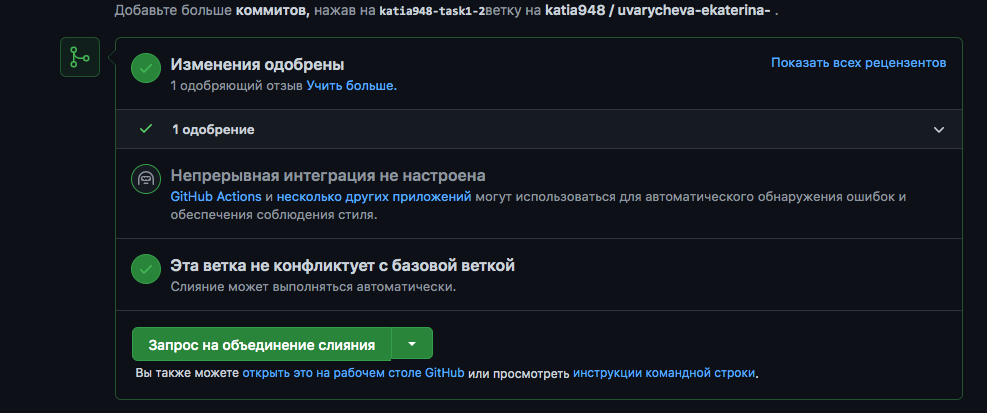 Добавьте больше коммитов, нажав на katia948-task1-2ветку на katia948 / uvarycheva-ekaterina- .
Изменения одобрены
Показать всех рецензентов
1 одобряющий отзыв Учить больше.
1 одобрение
Непрерывная интеграция не настроена
GitHub Actions и несколько других приложений могут использоваться для автоматического обнаружения ошибок и
обеспечения соблюдения стиля.
Эта ветка не конфликтует с базовой веткой
Слияние может выполняться автоматически.
Запрос на объединение слияния
Вы также можете открыть это на рабочем столе GitHub или просмотреть инструкции командной строки.